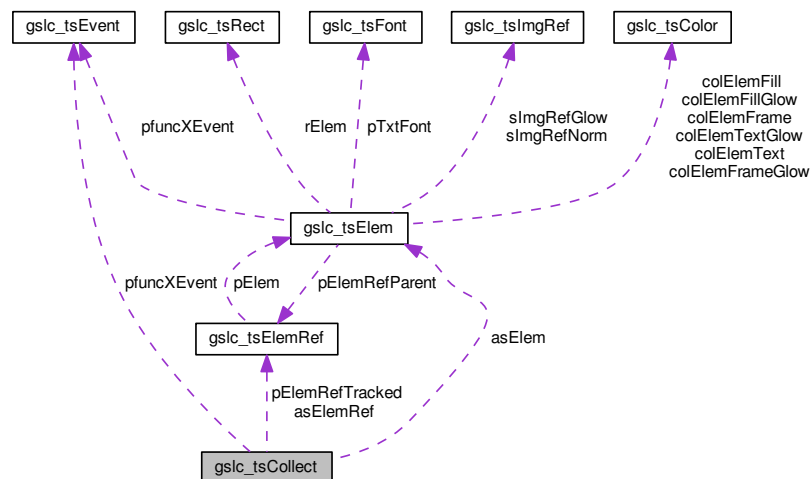 gslc_tsEvent
gslc_tsRect
gslc_tsFont
gslc_tsImgRef
gslc_tsColor
pfuncXEvent
rElem
pTxtFont
sImgRefGlow
sImgRefNorm
colElemFill
colElemFillGlow
colElemFrame
colElemTextGlow
colElemText
colElemFrameGlow
gslc_tsElem
pfuncXEvent
pElem
pElemRefParent
asElem
gslc_tsElemRef
pElemRefTracked
asElemRef
gslc_tsCollect